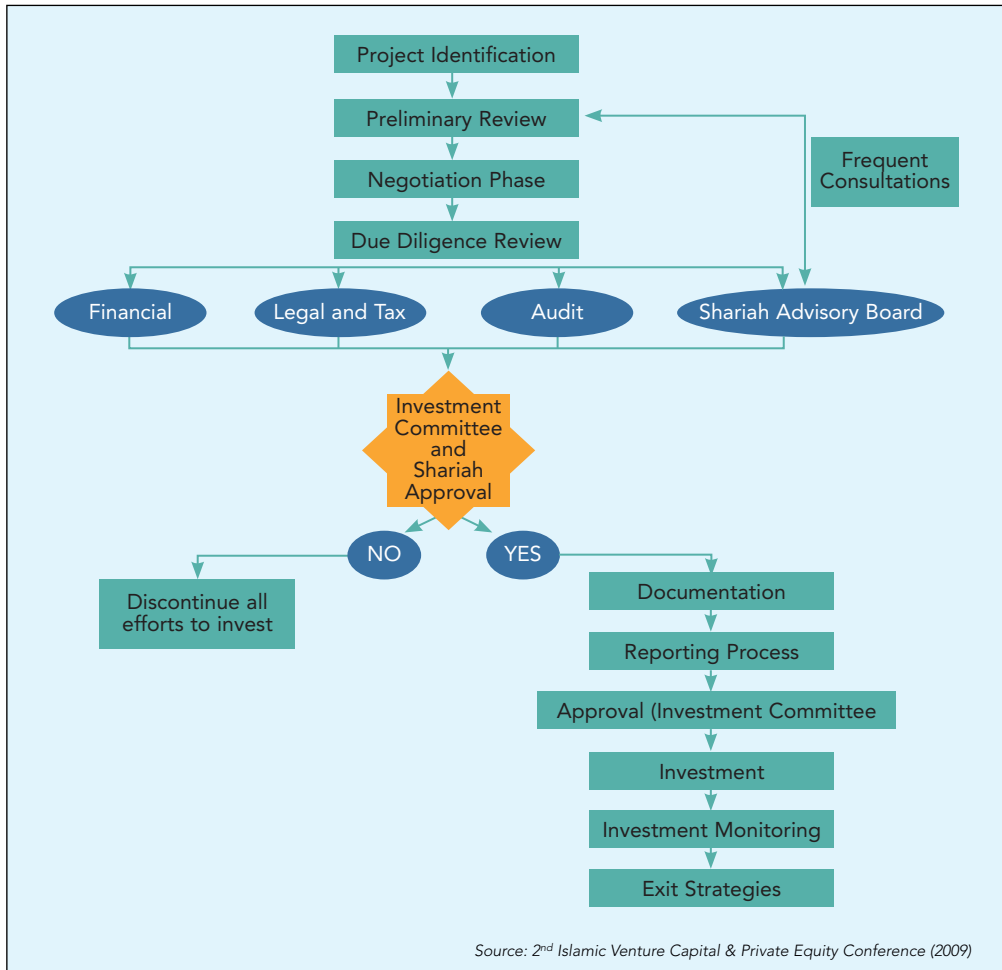 Project Identification
Preliminary Review
Frequent
Consultations
Negotiation Phase
Due Diligence Review
Financial
Legal and Tax
Audit
Shariah Advisory Board
Investment
Committee
and
Shariah
Approval
NO
YES
Discontinue all
efforts to invest
Documentation
Reporting Process
Approval (Investment Committee
Investment
Investment Monitoring
Exit Strategies
Source: 2nd Islamic Venture Capital & Private Equity Conference (2009)